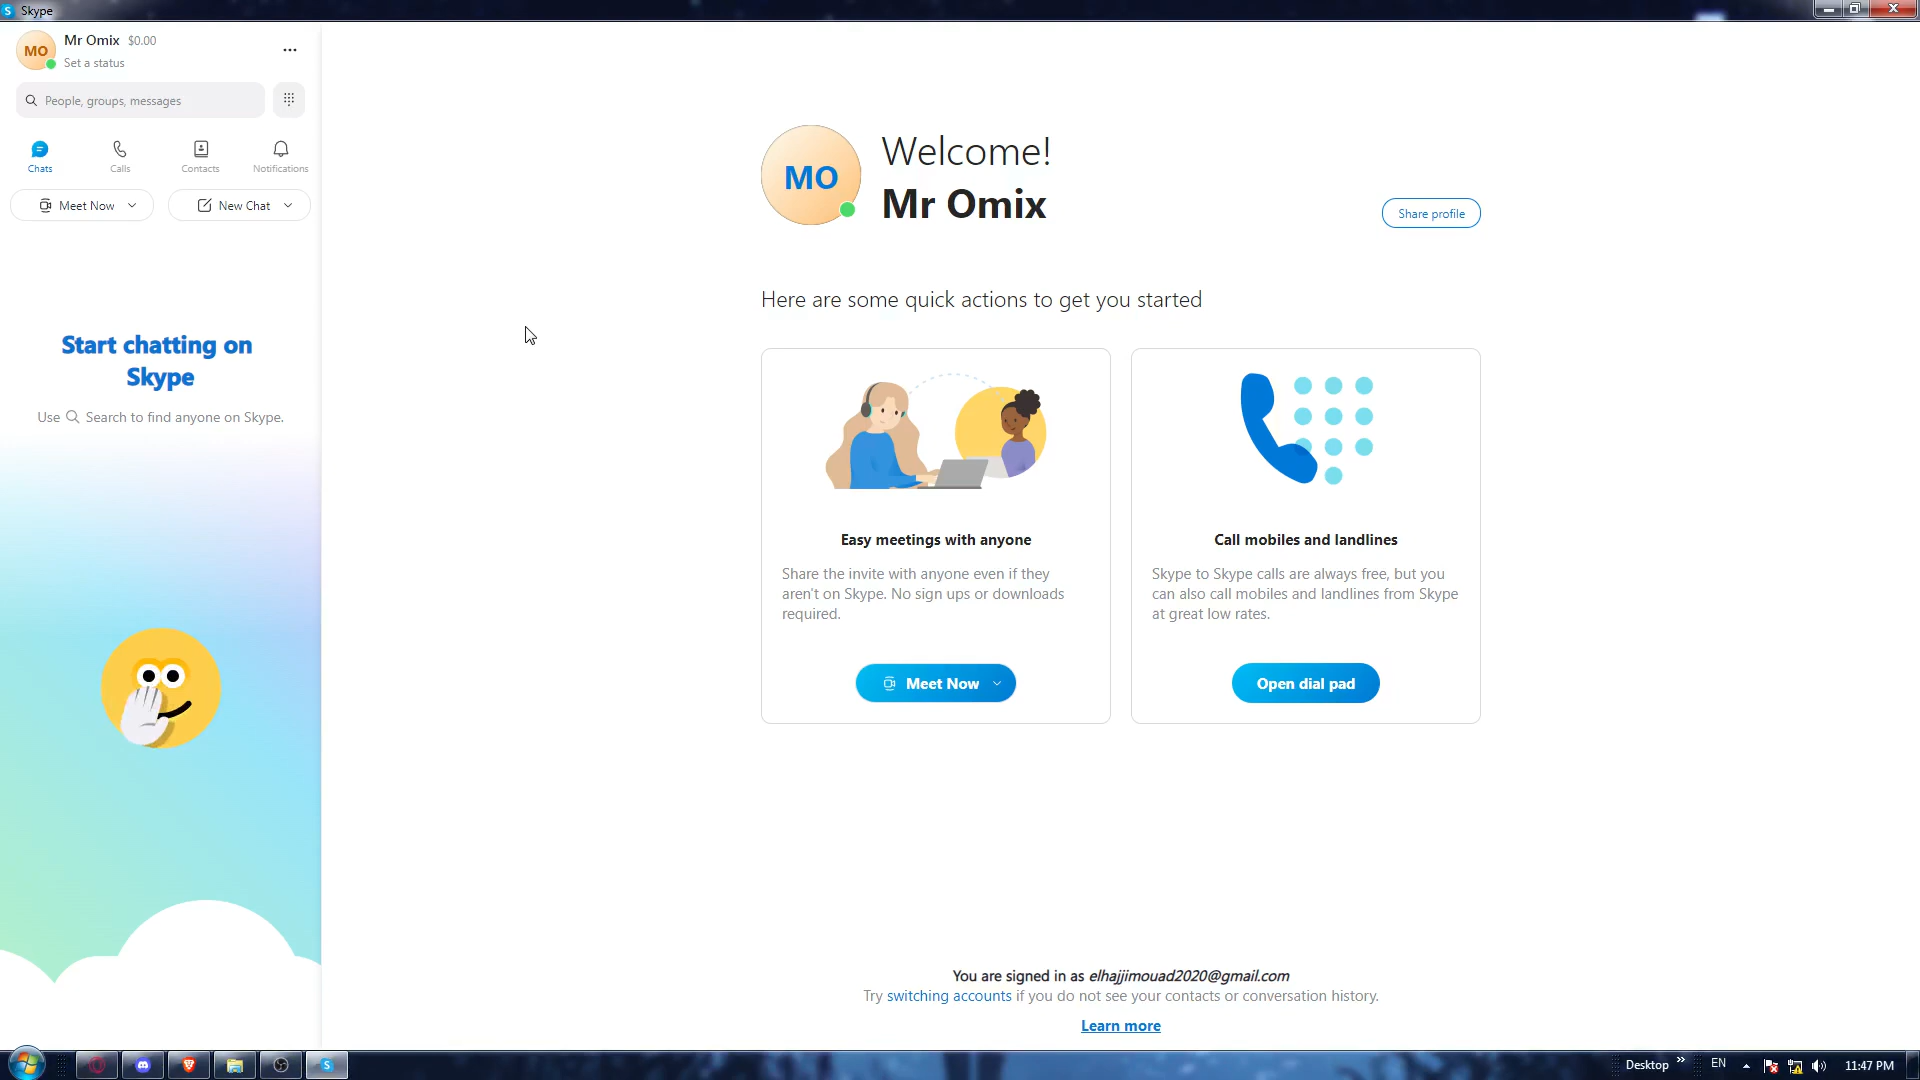 Skype
MO
Mr Omix $0.00
Set a status
People, groups, messages
Chats
Calls
Contacts
Notifications
Meet Now
New Chat
Start chatting on
Skype
Use Search to find anyone on Skype.
MO
Welcome!
Mr Omix
Share profile
Here are some quick actions to get you started
Easy meetings with anyone
Share the invite with anyone even if they
aren't on Skype. No sign ups or downloads
required.
Meet Now
Call mobiles and landlines
Skype to Skype calls are always free, but you
can also call mobiles and landlines from Skype
at great low rates.
Open dial pad
You are signed in as elhajjimouad2020@gmail.com
Try switching accounts if you do not see your contacts or conversation history.
Learn more
Desktop
EN
11:47 PM